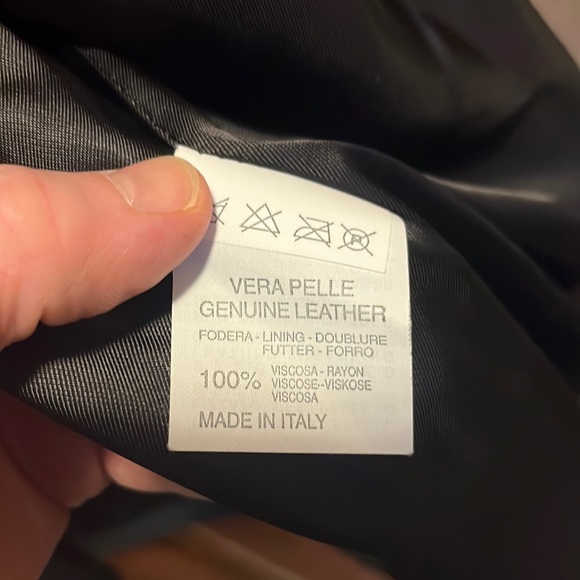 VERA PELLE
GENUINE LEATHER
FODERA - LINING - DOUBLURE
FUTTER - FORRO
100% VISCOSA - RAYON
VISCOSE--VISKOSE
VISCOSA
MADE IN ITALY